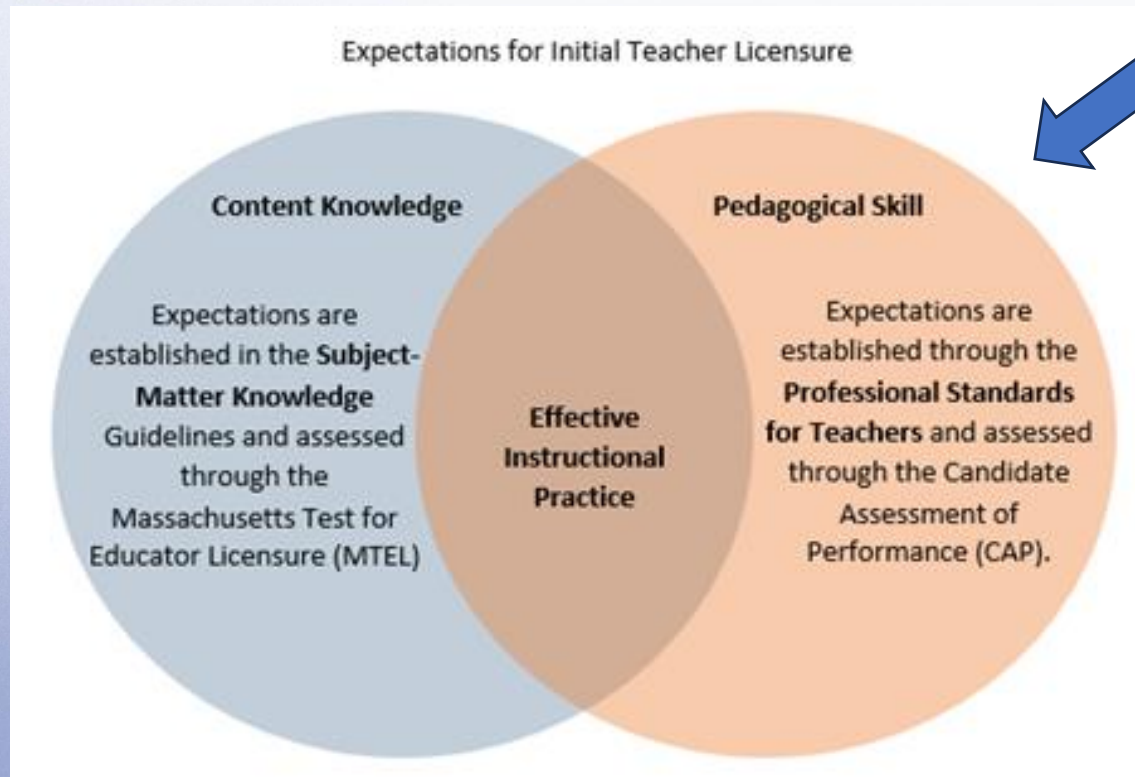 Expectations for Initial Teacher Licensure
Content Knowledge
Expectations are
established in the Subject-
Matter Knowledge
Guidelines and assessed
through the
Massachusetts Test for
Educator Licensure (MTEL)
Effective
Instructional
Practice
Pedagogical Skill
Expectations are
established through the
Professional Standards
for Teachers and assessed
through the Candidate
Assessment of
Performance (CAP).